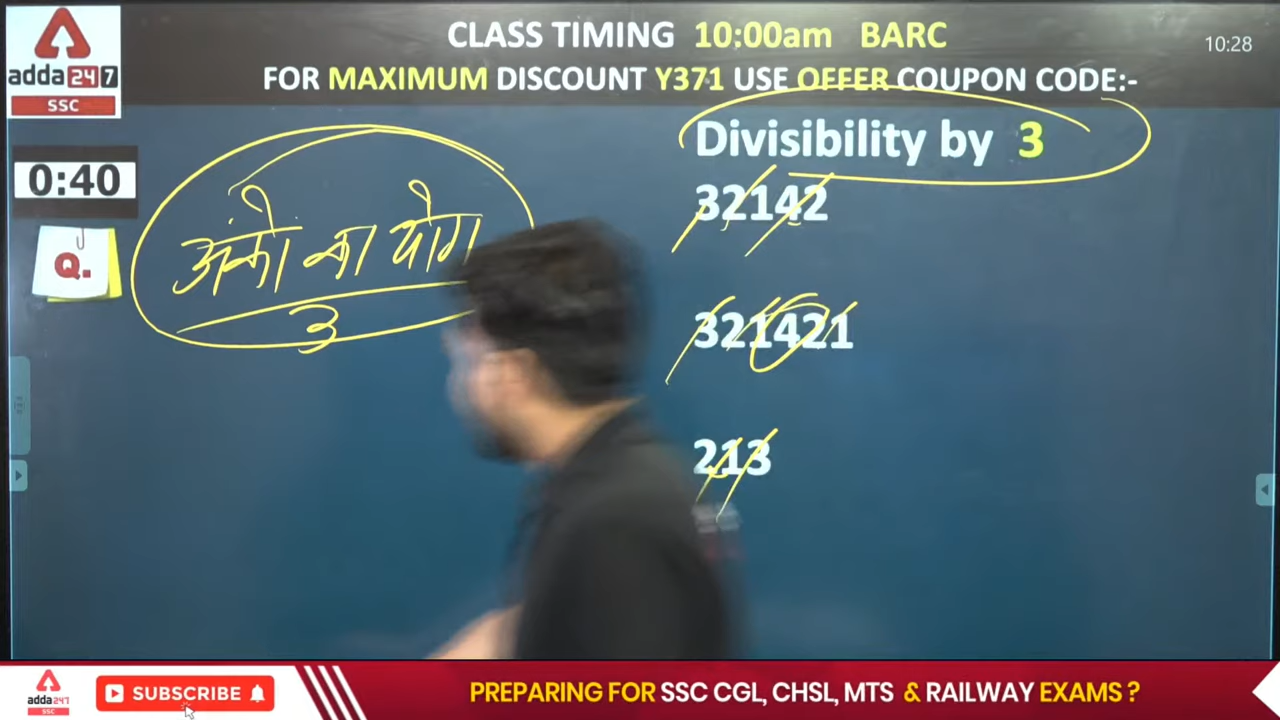 CLASS TIMING 10:00am BARC
10:28
FOR MAXIMUM DISCOUNT Y371 USE OFFER COUPON CODE:-
adda247
SSC
Divisibility by 3
0:40
32142
अंको का योग
3
Q.
321421
213
adda247
SSC
SUBSCRIBE
PREPARING FOR SSC CGL, CHSL, MTS & RAILWAY EXAMS ?